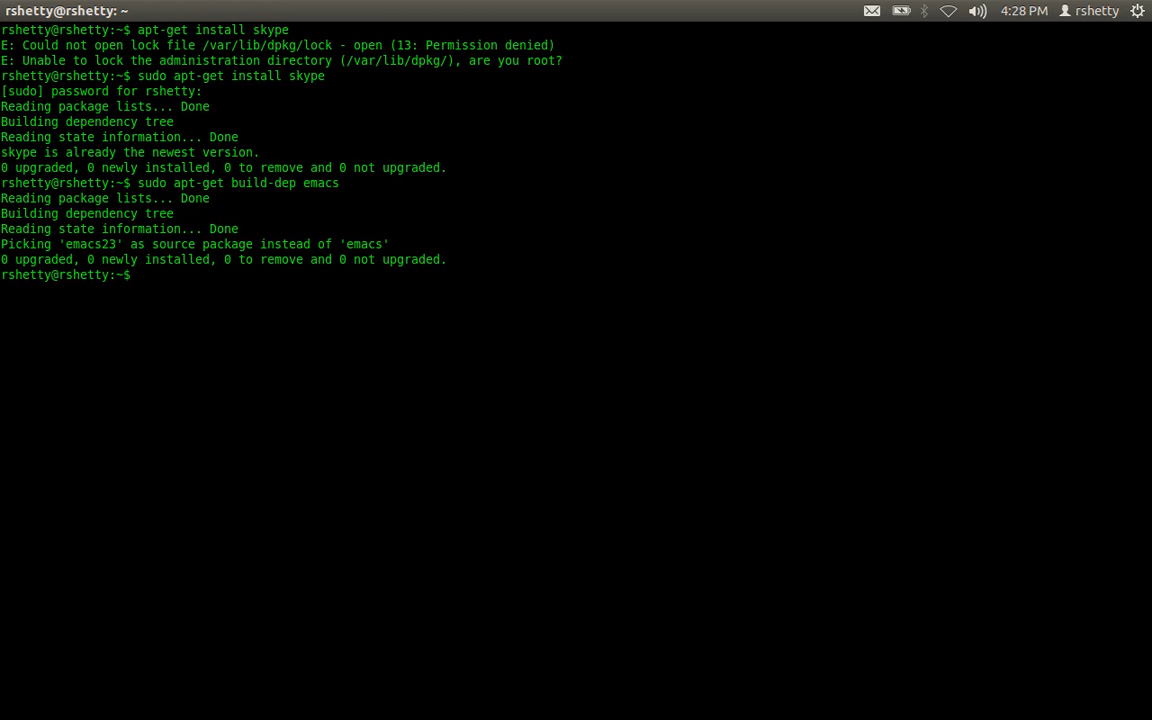 rshetty@rshetty: ~
4:28 PM
rshetty
rshetty@rshetty:~$ apt-get install skype
E: Could not open lock file /var/lib/dpkg/lock - open (13: Permission denied)
E: Unable to lock the administration directory (/var/lib/dpkg/), are you root?
rshetty@rshetty:~$ sudo apt-get install skype
[sudo] password for rshetty:
Reading package lists... Done
Building dependency tree
Reading state information... Done
skype is already the newest version.
0 upgraded, 0 newly installed, 0 to remove and 0 not upgraded.
rshetty@rshetty:~$ sudo apt-get build-dep emacs
Reading package lists... Done
Building dependency tree
Reading state information... Done
Picking 'emacs23' as source package instead of 'emacs'
0 upgraded, 0 newly installed, 0 to remove and 0 not upgraded.
rshetty@rshetty:~$